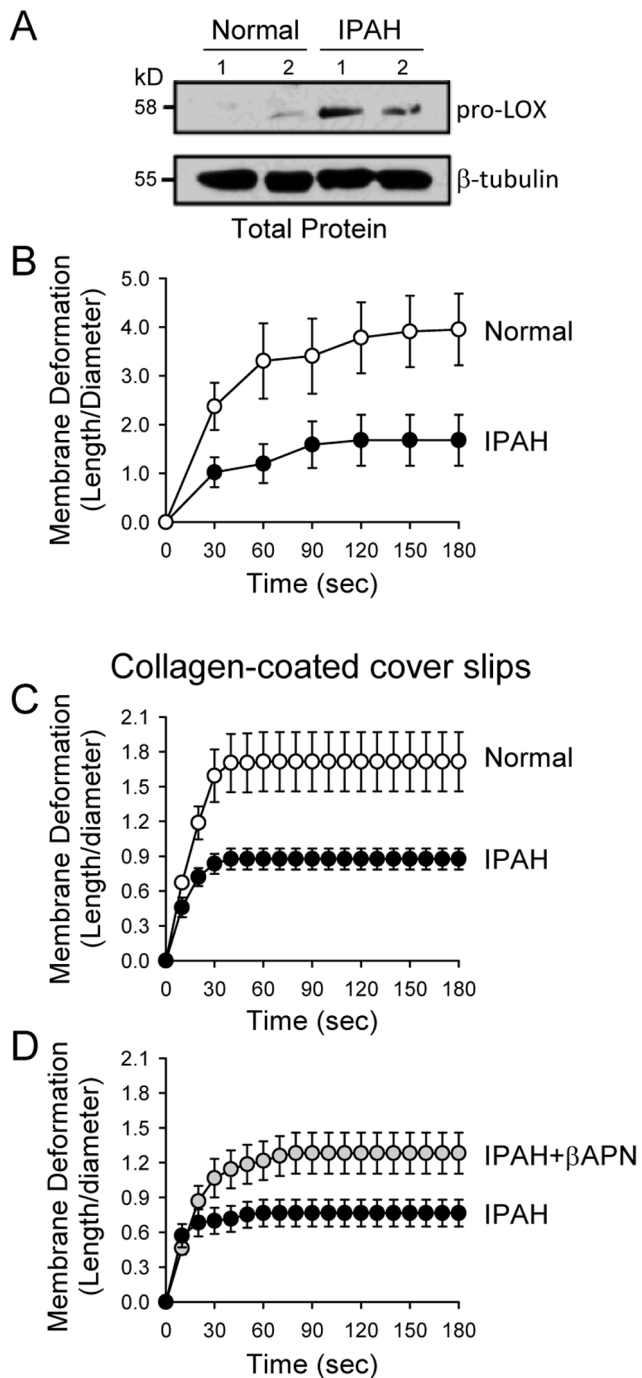 A
Normal IPAH
kD 1 2 1 2
58 pro-LOX
55 β-tubulin
Total Protein
B
Membrane Deformation
(Length/Diameter)
5.0
4.0
3.0
2.0
1.0
0.0
Normal
IPAH
0 30 60 90 120 150 180
Time (sec)
Collagen-coated cover slips
C
Membrane Deformation
(Length/diameter)
2.1
1.8
1.5
1.2
0.9
0.6
0.3
0.0
Normal
IPAH
0 30 60 90 120 150 180
Time (sec)
D
Membrane Deformation
(Length/diameter)
2.1
1.8
1.5
1.2
0.9
0.6
0.3
0.0
IPAH+βAPN
IPAH
0 30 60 90 120 150 180
Time (sec)